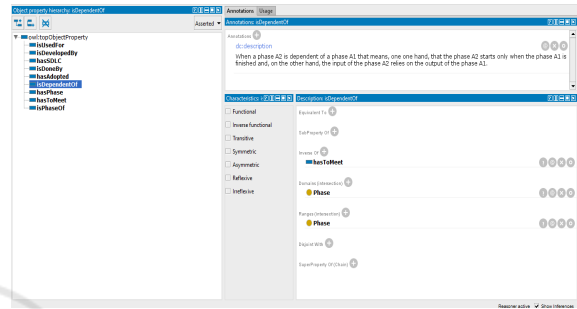 Object property hierarchy: isDependentOf
Asserted
owl:topObjectProperty
isUsedFor
isDevelopedBy
hasSDLC
isDoneBy
hasAdopted
isDependentOf
hasPhase
hasToMeet
isPhaseOf
Annotations Usage
Annotations: isDependentOf
Annotations
dc:description
When a phase A2 is dependent of a phase A1 that means, one one hand, that the phase A2 starts only when the phase A1 is
finished and, on the other hand, the input of the phase A2 relies on the output of the phase A1.
Characteristics:
Functional
Inverse functional
Transitive
Symmetric
Asymmetric
Reflexive
Irreflexive
Description: isDependentOf
Equivalent To
SubProperty Of
Inverse Of
hasToMeet
Domains (intersection)
Phase
Ranges (intersection)
Phase
Disjoint With
SuperProperty Of (Chain)
Reasoner active Show Inferences